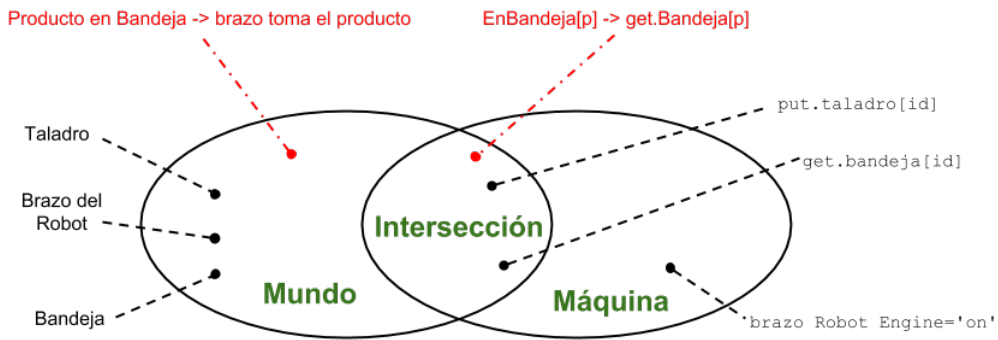 Producto en Bandeja -> brazo toma el producto
EnBandeja[p] -> get.Bandeja[p]
put.taladro[id]
Taladro
get.bandeja[id]
Brazo del
Robot
Intersección
Mundo
Máquina
Bandeja
brazo Robot Engine='on'